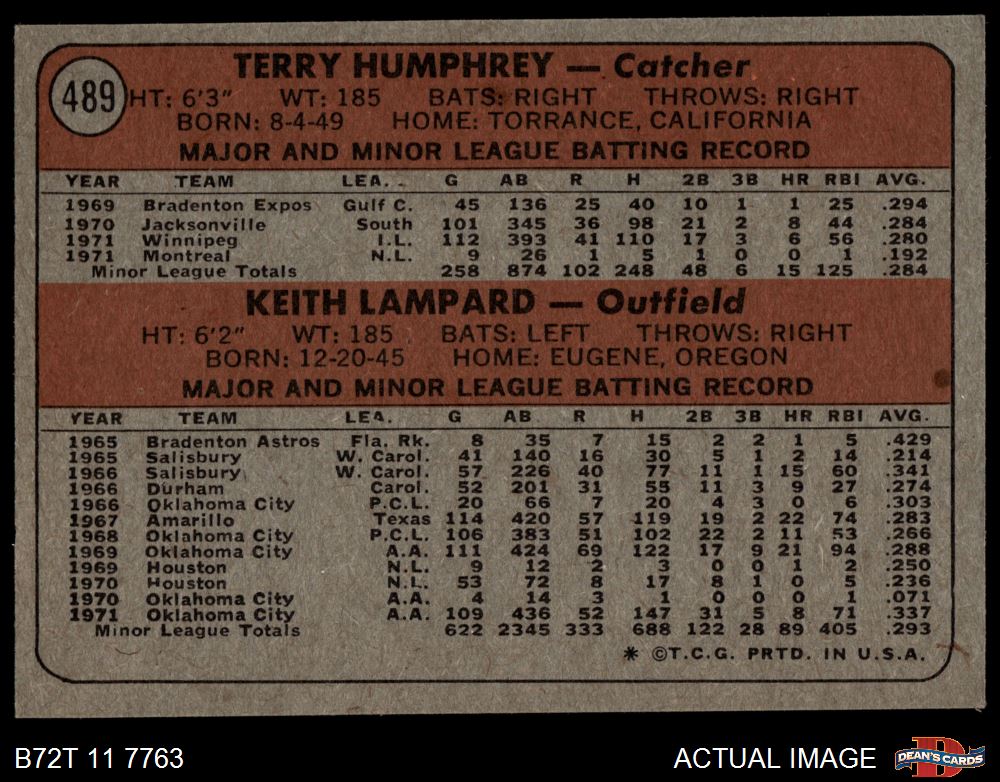 489
TERRY HUMPHREY — Catcher
HT: 6'3" WT: 185 BATS: RIGHT THROWS: RIGHT
BORN: 8-4-49 HOME: TORRANCE, CALIFORNIA
MAJOR AND MINOR LEAGUE BATTING RECORD
YEAR TEAM LEA. G AB R H 2B 3B HR RBI AVG.
1969 Bradenton Expos Gulf C. 45 136 25 40 10 1 1 25 .294
1970 Jacksonville South 101 345 36 98 21 2 8 44 .284
1971 Winnipeg I.L. 112 393 41 110 17 3 6 56 .280
1971 Montreal N.L. 9 26 1 5 1 0 0 1 .192
Minor League Totals 258 874 102 248 48 6 15 125 .284
KEITH LAMPARD — Outfield
HT: 6'2" WT: 185 BATS: LEFT THROWS: RIGHT
BORN: 12-20-45 HOME: EUGENE, OREGON
MAJOR AND MINOR LEAGUE BATTING RECORD
YEAR TEAM LEA. G AB R H 2B 3B HR RBI AVG.
1965 Bradenton Astros Fla. Rk. 8 35 7 15 2 2 1 5 .429
1965 Salisbury W. Carol. 41 140 16 30 5 1 2 14 .214
1966 Salisbury W. Carol. 57 226 40 77 11 1 15 60 .341
1966 Durham Carol. 52 201 31 55 11 3 9 27 .274
1966 Oklahoma City P.C.L. 20 66 7 20 4 3 0 6 .303
1967 Amarillo Texas 114 420 57 119 19 2 22 74 .283
1968 Oklahoma City P.C.L. 106 383 51 102 22 2 11 53 .266
1969 Oklahoma City A.A. 111 424 69 122 17 9 21 94 .288
1969 Houston N.L. 9 12 2 3 0 0 1 2 .250
1970 Houston N.L. 53 72 8 17 8 1 0 5 .236
1970 Oklahoma City A.A. 4 14 3 1 0 0 0 1 .071
1971 Oklahoma City A.A. 109 436 52 147 31 5 8 71 .337
Minor League Totals 622 2345 333 688 122 28 89 405 .293
* ©T.C.G. PRTD. IN U.S.A.
B72T 11 7763 ACTUAL IMAGE
D
DEAN'S CARDS